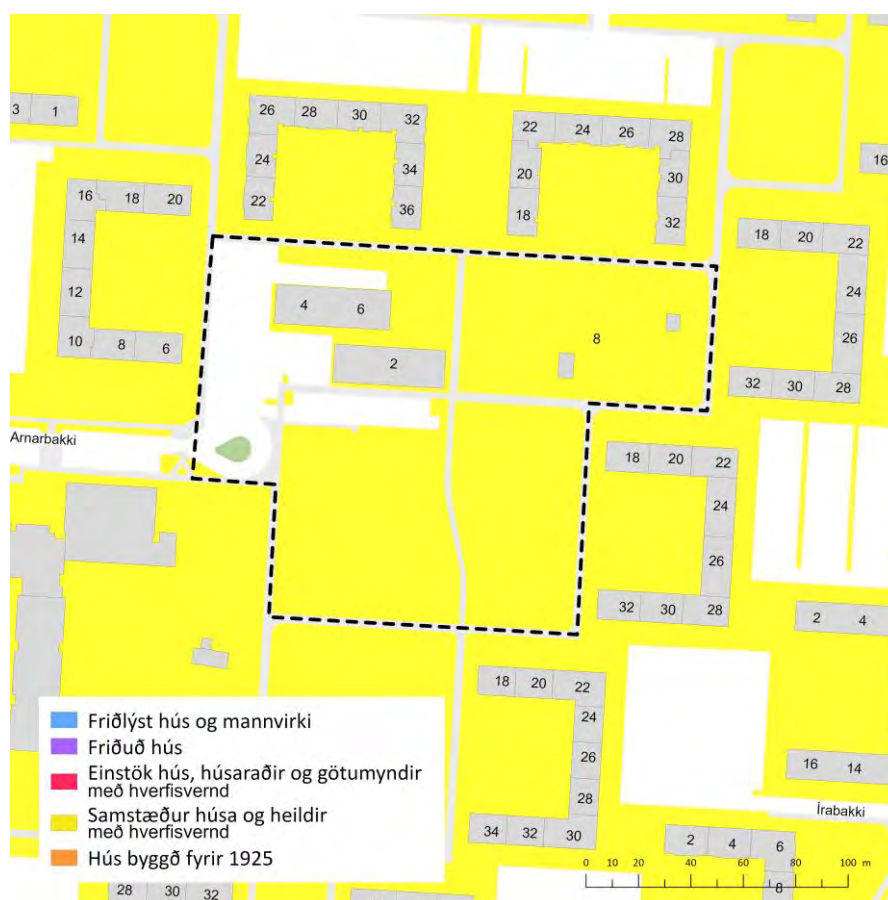 26 28 30 32
22 24 26 28
3 1
24 34
20 30
16
16 18 20
22 36
18 32
14
18 20 22
12
24
4 6
10 8 6
8
26
2
32 30 28
Arnarbakki
18 20 22
24
26
32 30 28
2 4
18 20 22
24
Friðlýst hús og mannvirki
Friðuð hús
26
Einstök hús, húsaraðir og götumyndir
með hverfisvernd
16 14
28
Samstæður húsa og heildir
með hverfisvernd
Írabakki
34 32 30
2 4 6
Hús byggð fyrir 1925
0 10 20 40 60 80 100 m
28 30 32
8